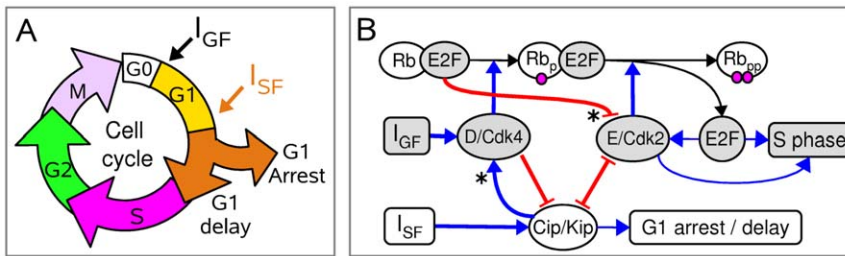 A
I_GF
G0
G1
I_SF
M
Cell
cycle
G2
S
G1
Arrest
G1
delay
B
Rb E2F
Rb_p E2F
Rb_pp
*
I_GF
D/Cdk4
E/Cdk2
E2F
S phase
*
I_SF
Cip/Kip
G1 arrest / delay